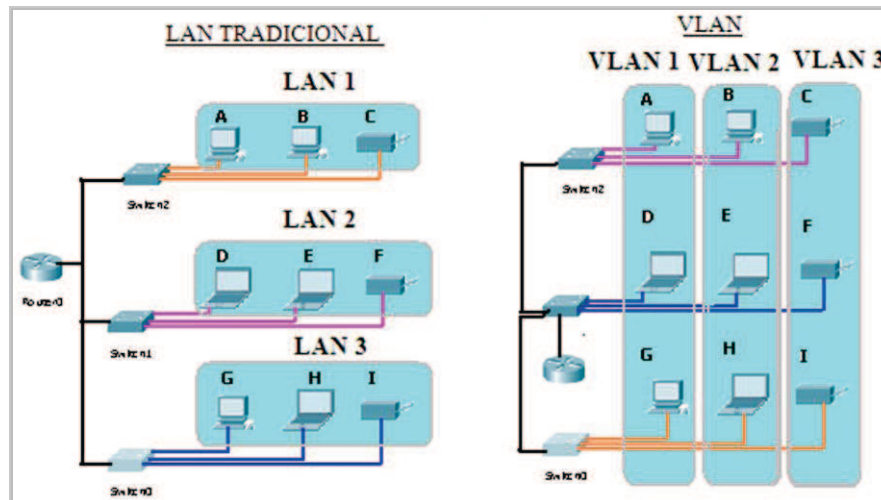 LAN TRADICIONAL
LAN 1
A B C
Switch2
LAN 2
D E F
Router0
Switch1
LAN 3
G H I
Switch0
VLAN
VLAN 1 VLAN 2 VLAN 3
A B C
Switch2
D E F
G H I
Switch0